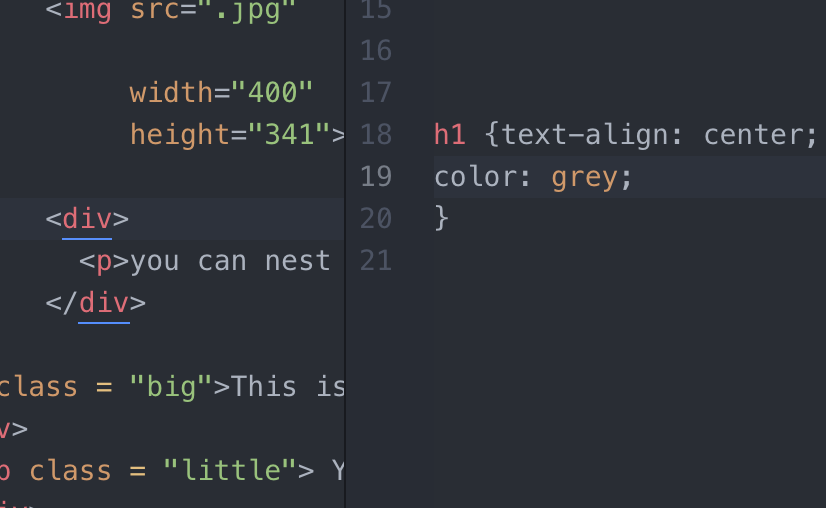 <img src=".jpg"
width="400"
height="341">
<div>
<p>you can nest
</div>
class = "big">This is
v>
p class = "little"> Y
15
16
17
18 h1 {text-align: center;
19 color: grey;
20 }
21